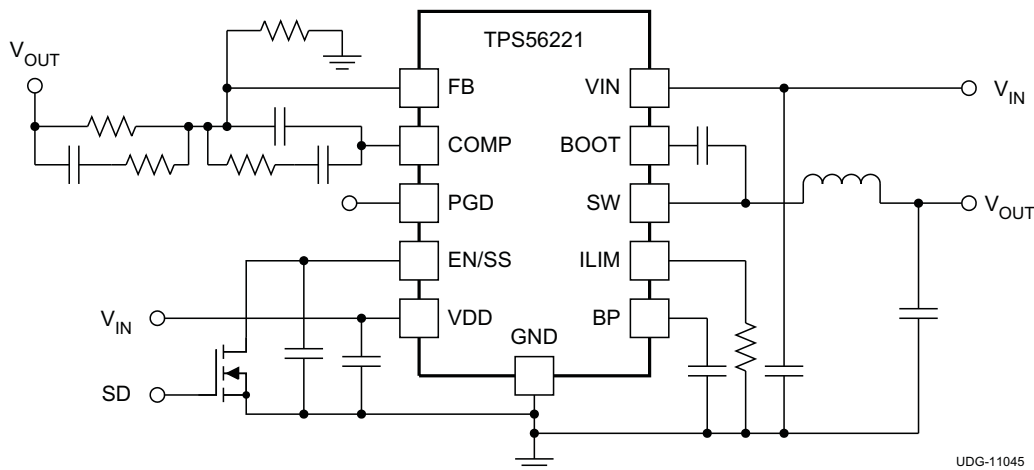 TPS56221
V_OUT
FB
VIN
V_IN
COMP
BOOT
PGD
SW
V_OUT
EN/SS
ILIM
V_IN
VDD
BP
GND
SD
UDG-11045